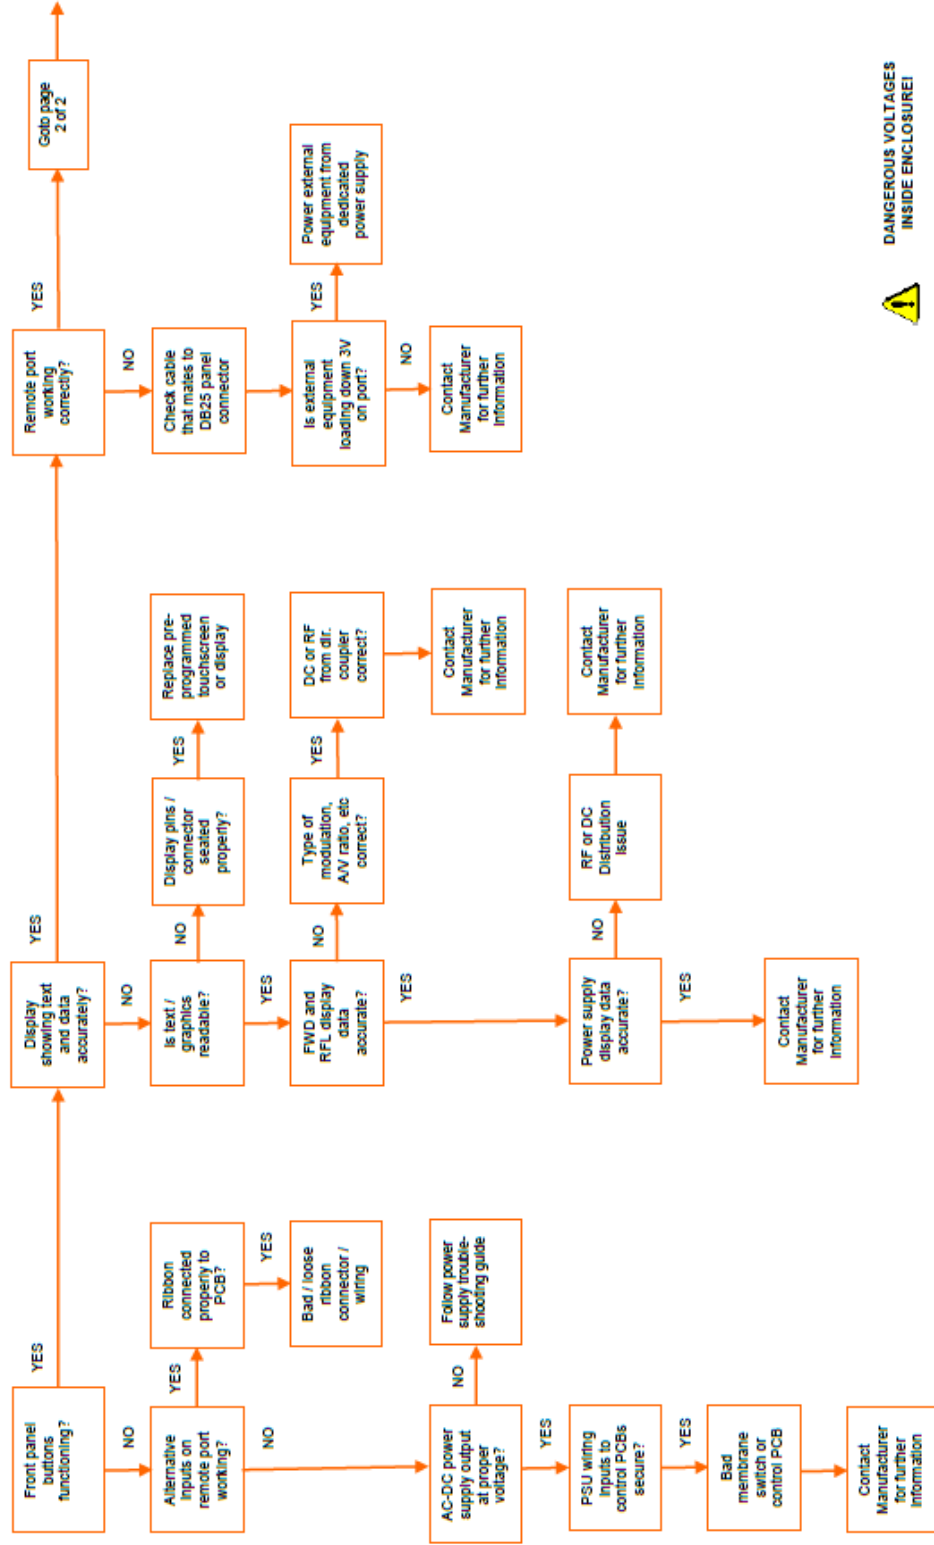 Front panel
buttons
functioning?
YES
Display
showing text
and data
accurately?
YES
Remote port
working
correctly?
YES
Goto page
2 of 2
NO
Alternative
inputs on
remote port
working?
YES
Ribbon
connected
properly to
PCB?
YES
Bad / loose
ribbon
connector /
wiring
NO
AC-DC power
supply output
at proper
voltage?
NO
Follow power
supply trouble-
shooting guide
YES
PSU wiring
inputs to
control PCBs
secure?
YES
Bad
membrane
switch or
control PCB
Contact
Manufacturer
for further
Information
NO
Is text /
graphics
readable?
NO
Display pins /
connector
seated
properly?
YES
Replace pre-
programmed
touchscreen
or display
YES
FWD and
RFL display
data
accurate?
NO
Type of
modulation,
A/V ratio, etc
correct?
YES
DC or RF
from dir.
coupler
correct?
Contact
Manufacturer
for further
Information
YES
Power supply
display data
accurate?
NO
RF or DC
Distribution
issue
Contact
Manufacturer
for further
Information
YES
Contact
Manufacturer
for further
Information
NO
Check cable
that mates to
DB25 panel
connector
Is external
equipment
loading down 3V
on port?
YES
Power external
equipment from
dedicated
power supply
NO
Contact
Manufacturer
for further
Information
DANGEROUS VOLTAGES
INSIDE ENCLOSURE!